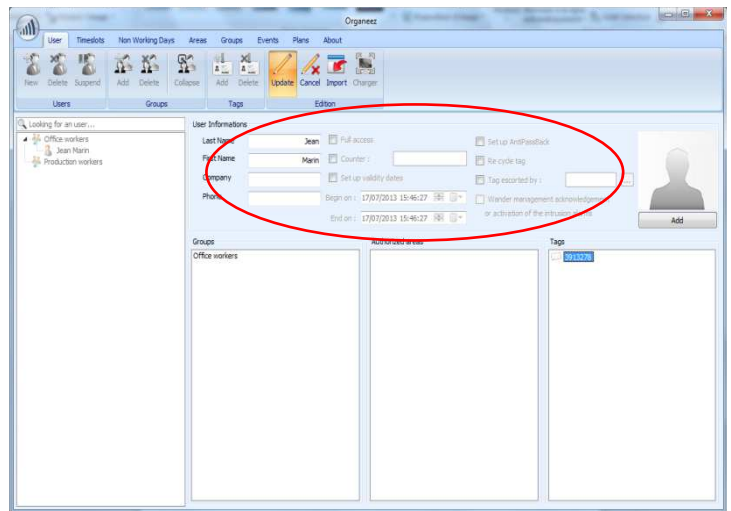 Organeez
User Timeslots Non Working Days Areas Groups Events Plans About
New Delete Suspend Add Delete Collapse Add Delete Update Cancel Import Charger
Users Groups Tags Edition
Looking for an user...
Office workers
Jean Marin
Production workers
User Informations
Last Name Jean Full access Set up AntiPassBack
First Name Marin Counter : Re cycle tag
Company Set up validity dates Tag escorted by : ...
Phone Begin on : 17/07/2013 15:46:27 Wander management acknowledgement
End on : 17/07/2013 15:46:27 or activation of the intrusion alarms
Add
Groups Authorized areas Tags
Office workers 3913278